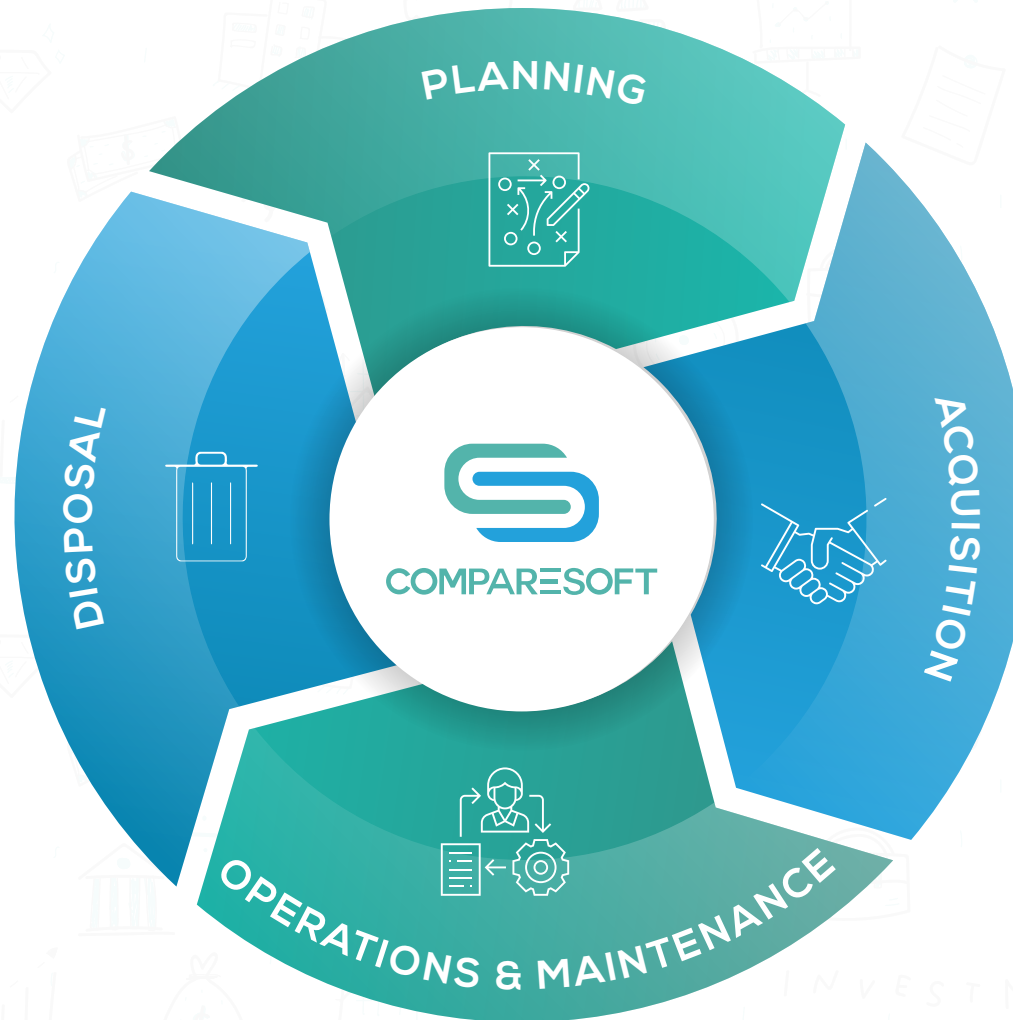 PLANNING
ACQUISITION
OPERATIONS & MAINTENANCE
DISPOSAL
COMPARESOFT